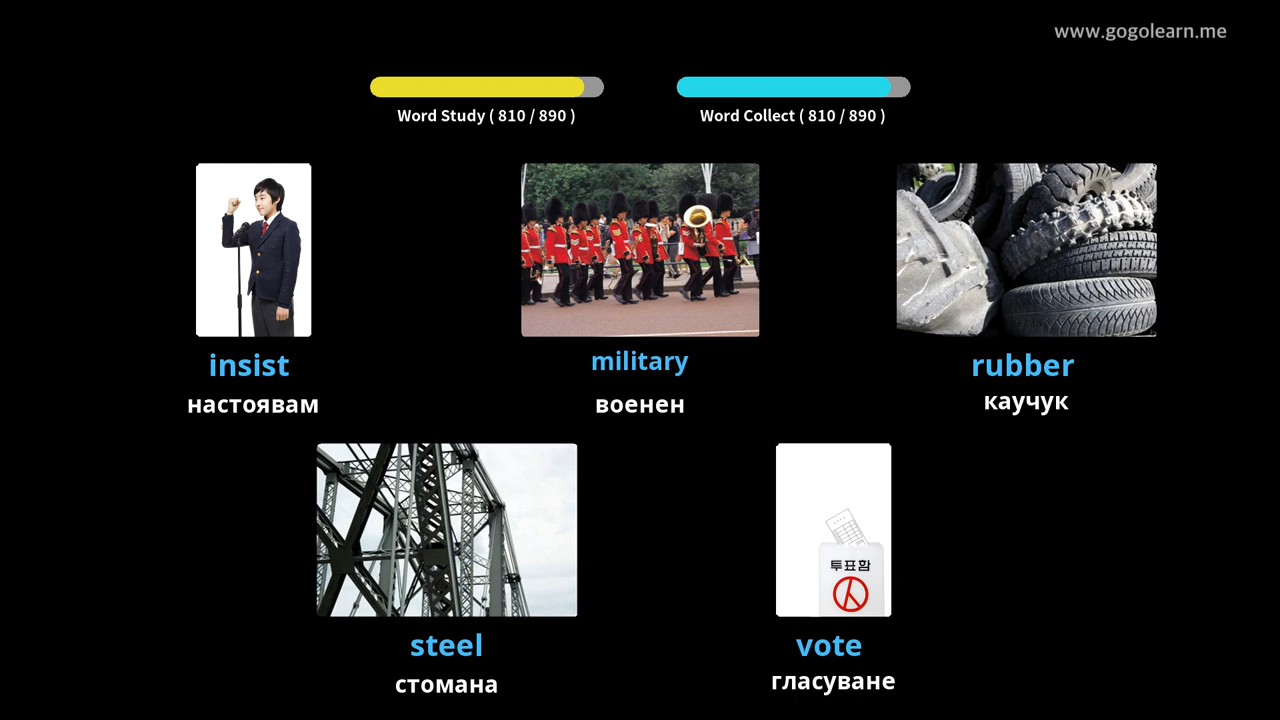 www.gogolearn.me
Word Study ( 810 / 890 )
Word Collect ( 810 / 890 )
insist
military
rubber
настоявам
военен
каучук
투표함
steel
vote
стомана
гласуване